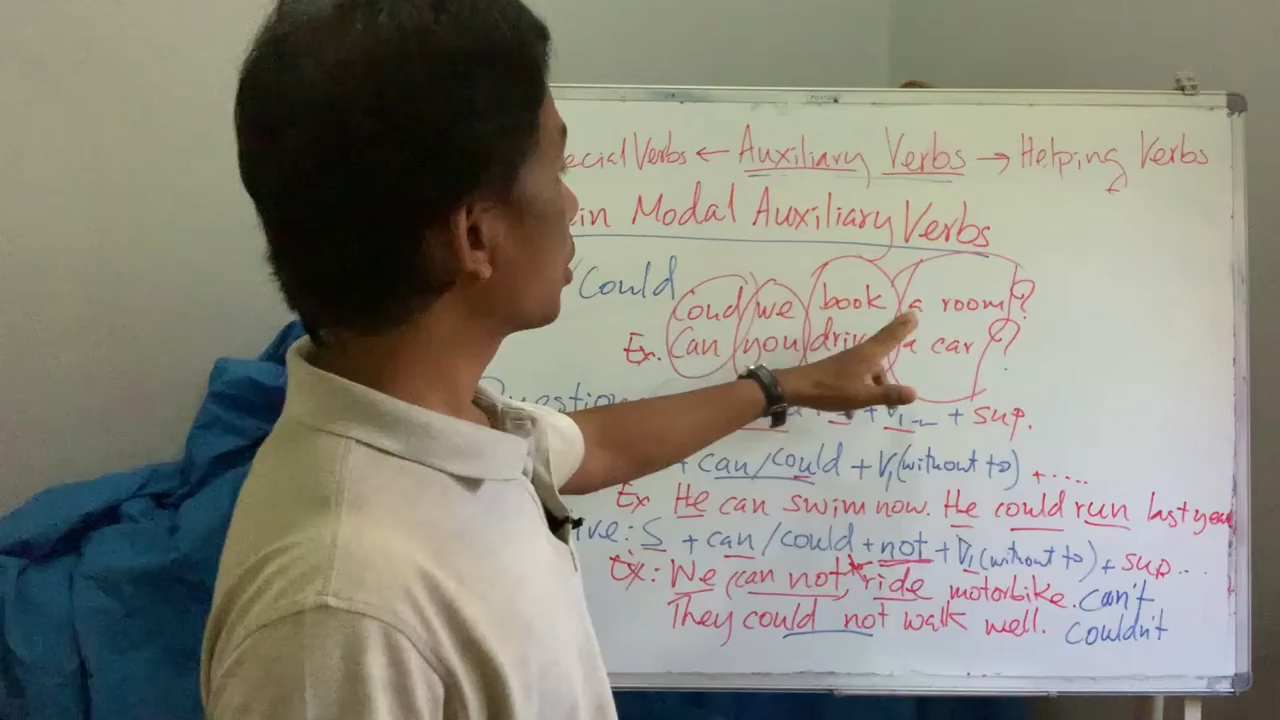 ecial Verbs ← Auxiliary Verbs → Helping Verbs
in Modal Auxiliary Verbs
/Could
Coud we book a room?
Ex. Can you drive a car?
Question
+ V1 + sup.
+ can/could + V1 (without to) + ....
Ex He can swim now. He could run last year
ive: S + can/could + not + V1 (without to) + sup...
Ex: We can not ride motorbike. can't
They could not walk well. couldn't